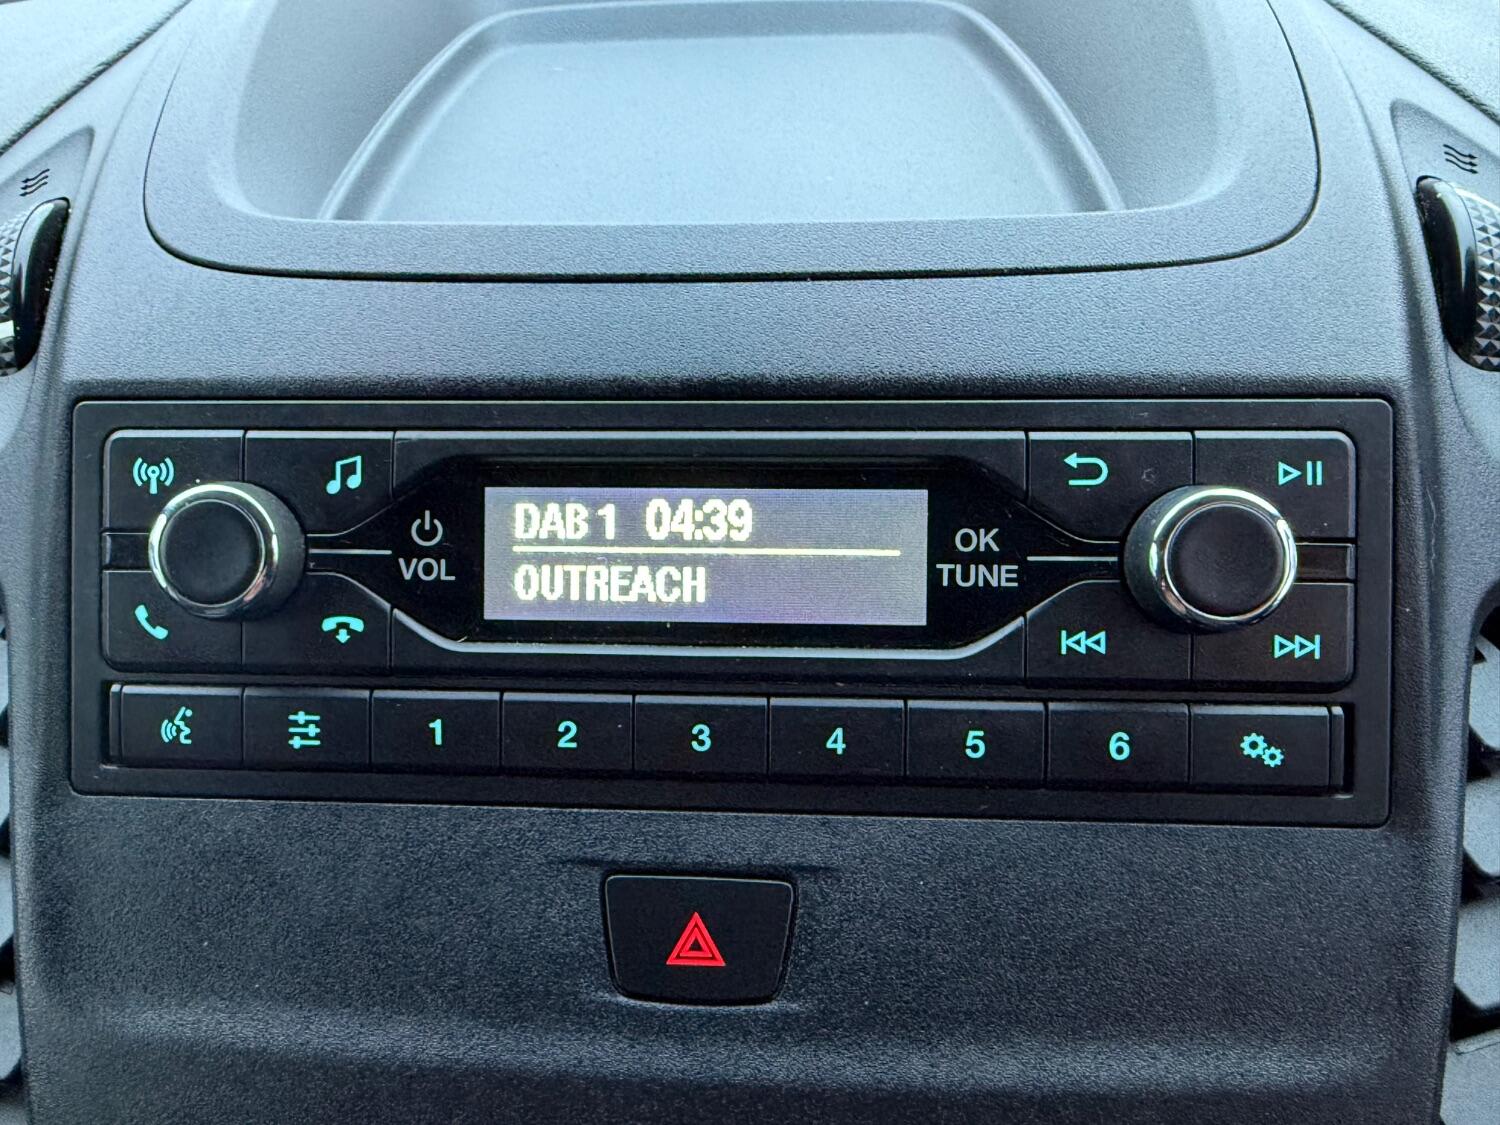 DAB 1 04:39
OUTREACH
VOL
OK
TUNE
1 2 3 4 5 6